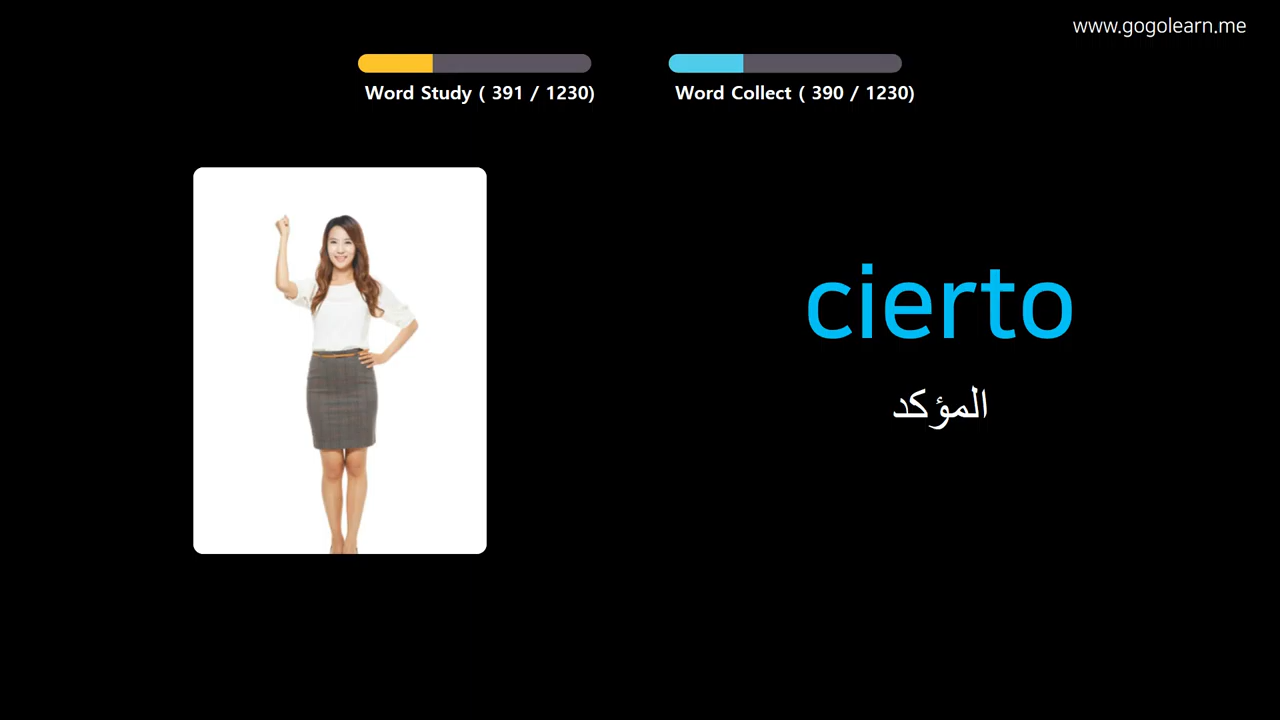 www.gogolearn.me
Word Study ( 391 / 1230)
Word Collect ( 390 / 1230)
cierto
المؤكد